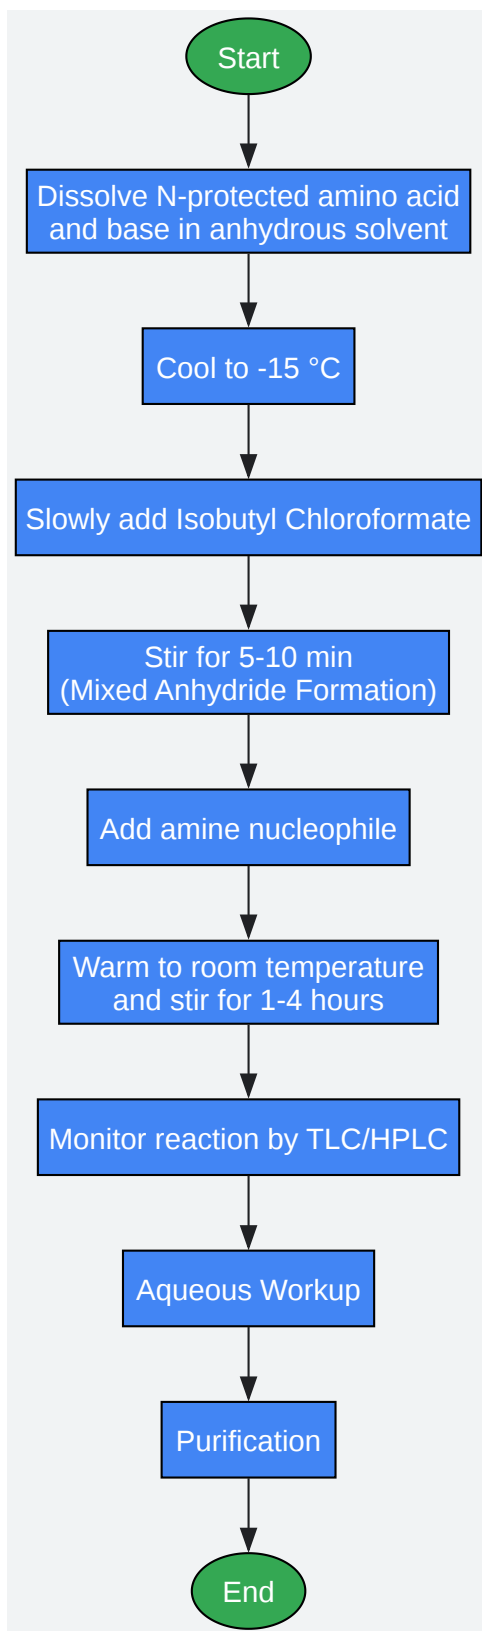 Start
Dissolve N-protected amino acid
and base in anhydrous solvent
Cool to -15 °C
Slowly add Isobutyl Chloroformate
Stir for 5-10 min
(Mixed Anhydride Formation)
Add amine nucleophile
Warm to room temperature
and stir for 1-4 hours
Monitor reaction by TLC/HPLC
Aqueous Workup
Purification
End